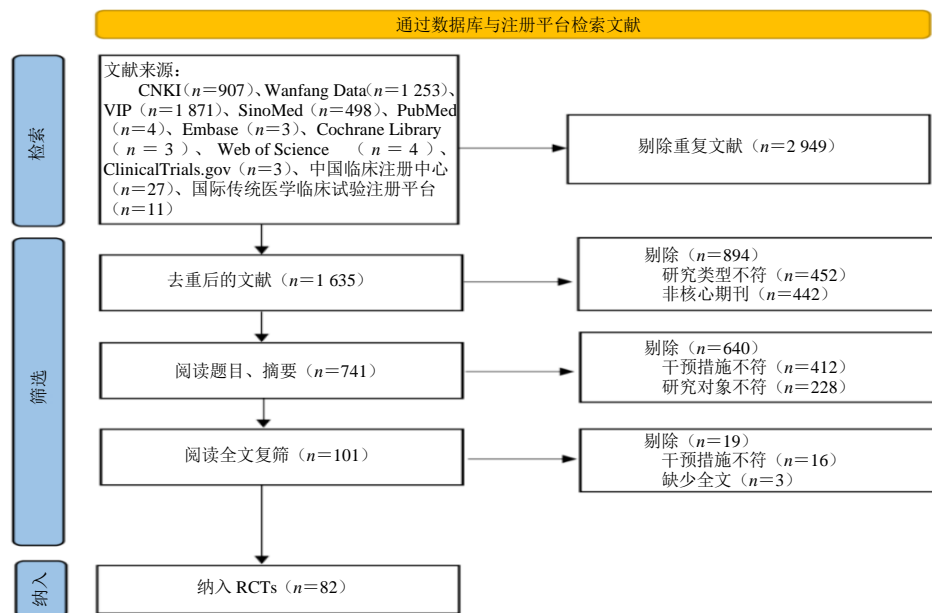 通过数据库与注册平台检索文献
检索
文献来源：
CNKI（n=907）、Wanfang Data（n=1 253）、
VIP（n=1 871）、SinoMed（n=498）、PubMed
（n=4）、Embase（n=3）、Cochrane Library
（n=3）、Web of Science （n=4）、
ClinicalTrials.gov（n=3）、中国临床注册中心
（n=27）、国际传统医学临床试验注册平台
（n=11）
剔除重复文献（n=2 949）
筛选
去重后的文献（n=1 635）
剔除（n=894）
研究类型不符（n=452）
非核心期刊（n=442）
阅读题目、摘要（n=741）
剔除（n=640）
干预措施不符（n=412）
研究对象不符（n=228）
阅读全文复筛（n=101）
剔除（n=19）
干预措施不符（n=16）
缺少全文（n=3）
纳入
纳入 RCTs（n=82）